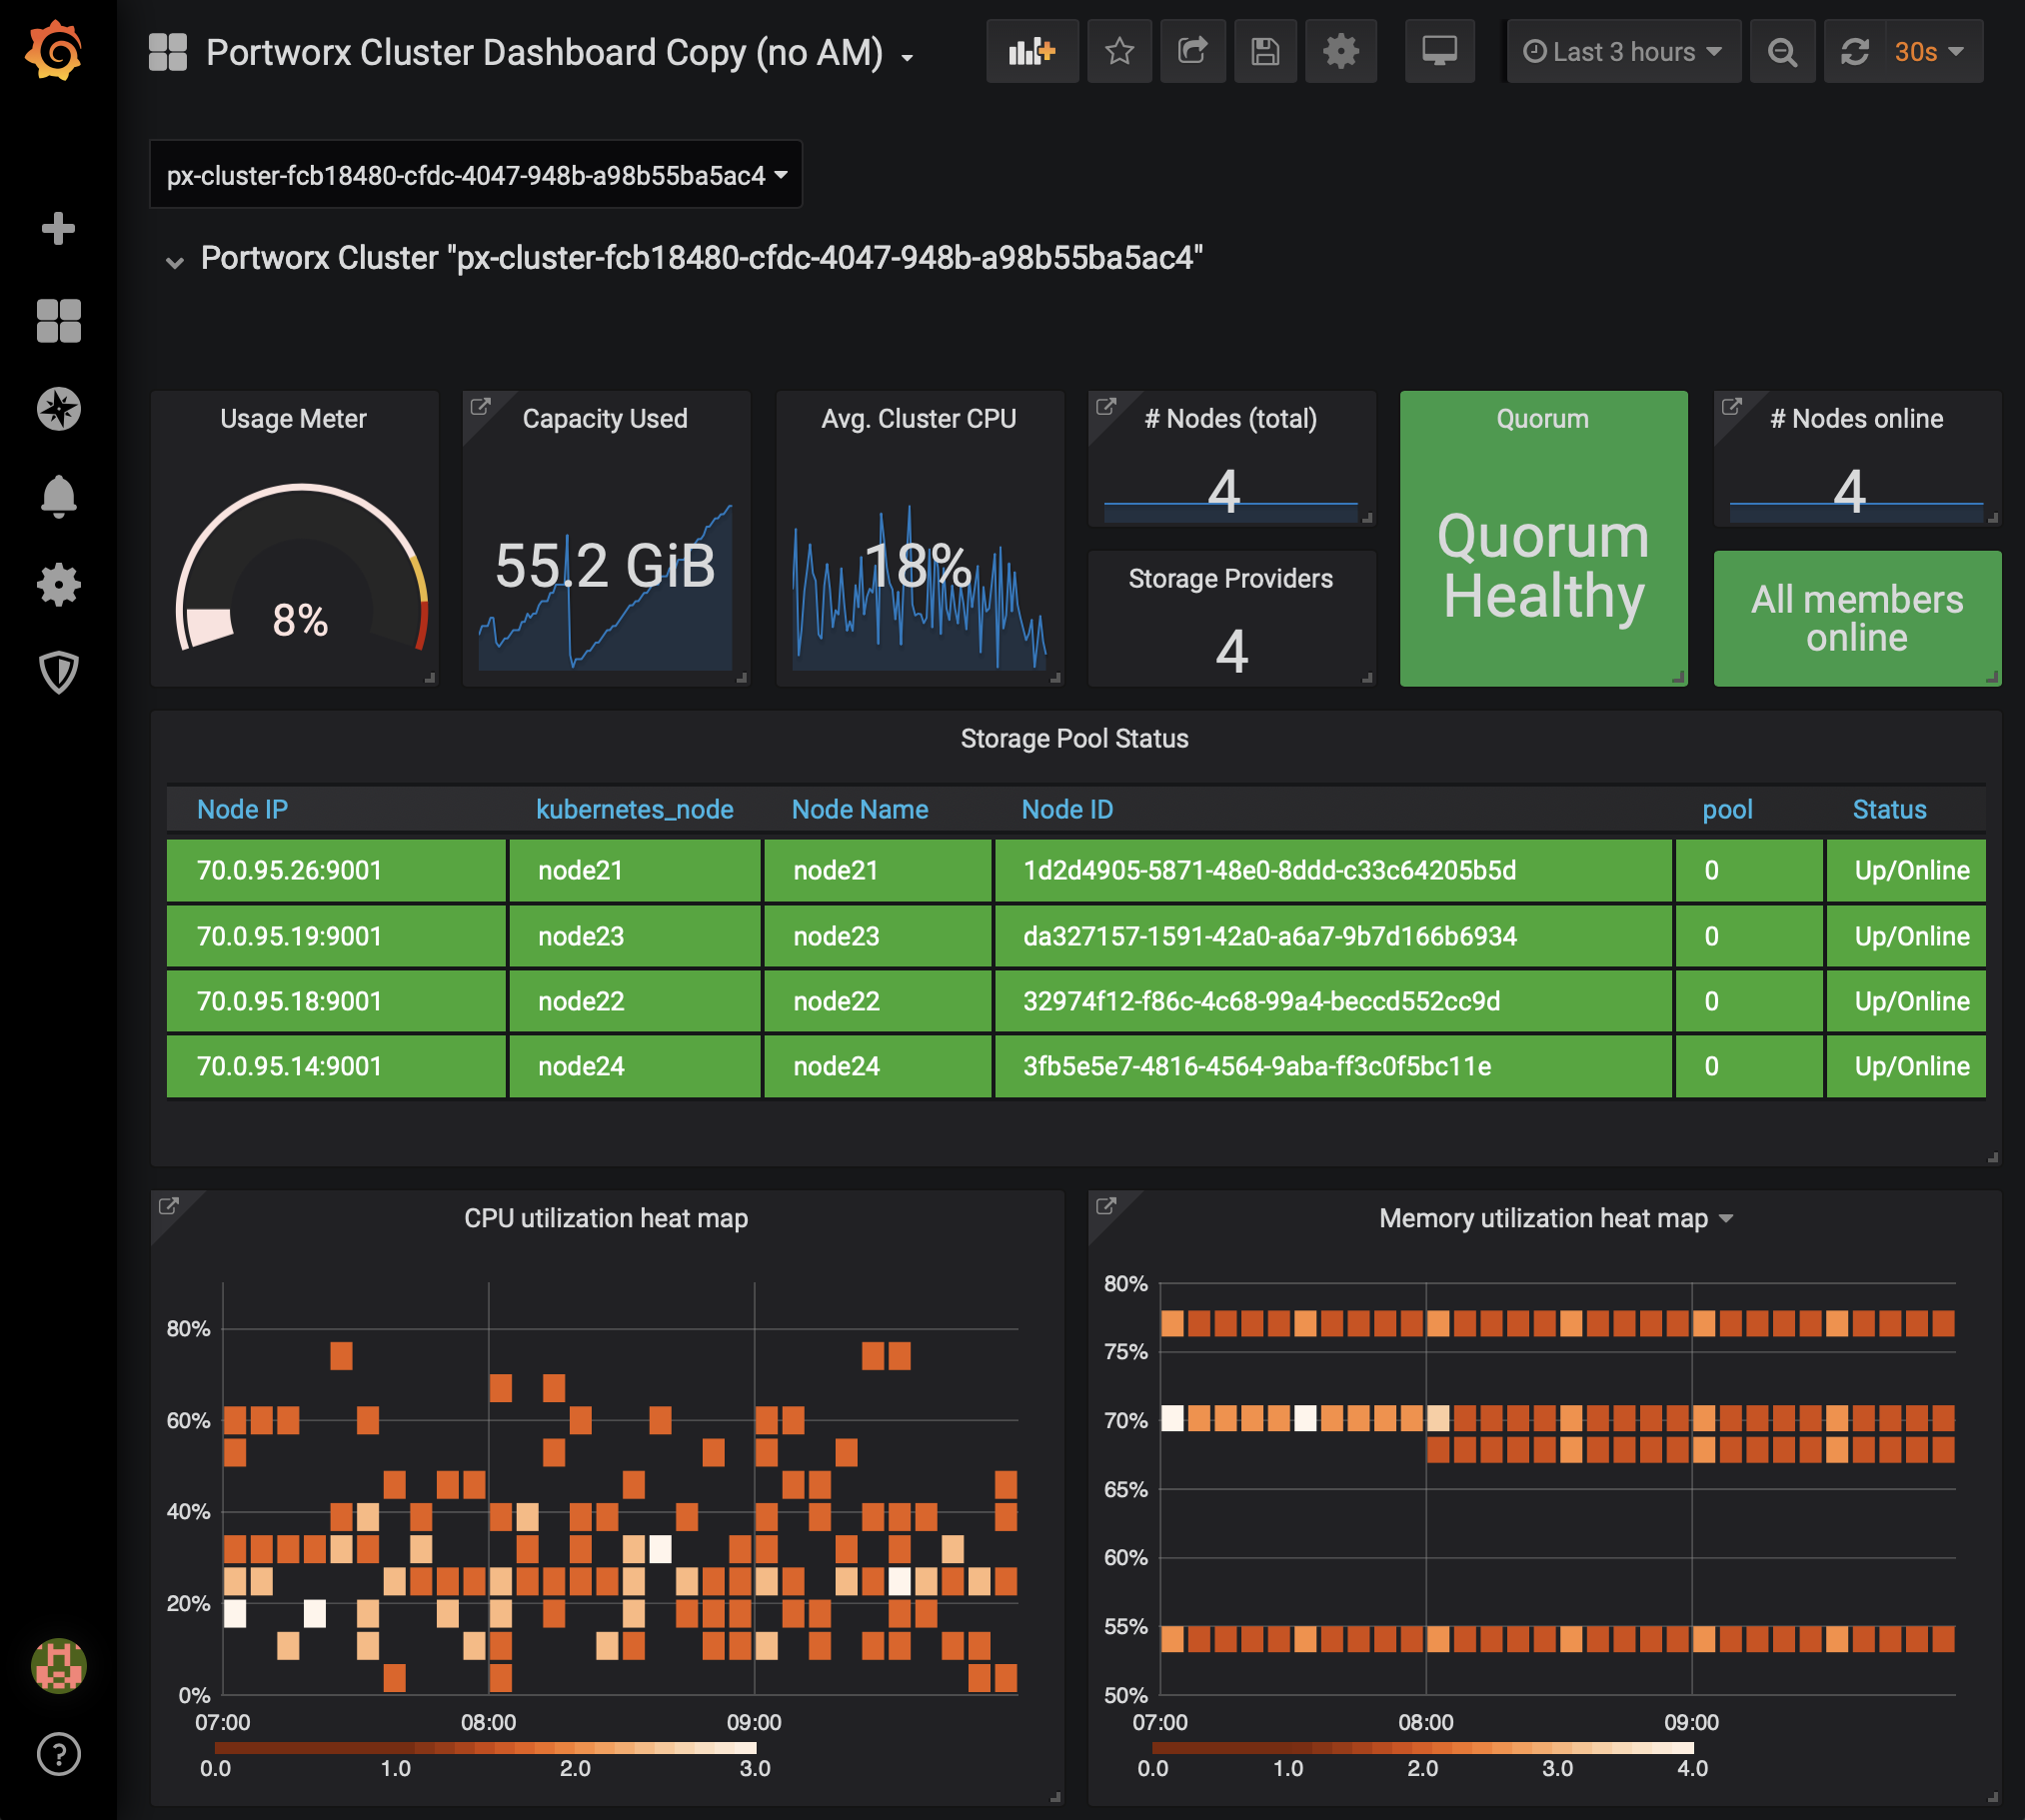 Portworx Cluster Dashboard Copy (no AM)
Last 3 hours
30s
px-cluster-fcb18480-cfdc-4047-948b-a98b55ba5ac4
Portworx Cluster "px-cluster-fcb18480-cfdc-4047-948b-a98b55ba5ac4"
Usage Meter
8%
Capacity Used
55.2 GiB
Avg. Cluster CPU
18%
# Nodes (total)
4
Storage Providers
4
Quorum
Quorum
Healthy
# Nodes online
4
All members
online
Storage Pool Status
Node IP kubernetes_node Node Name Node ID pool Status
70.0.95.26:9001 node21 node21 1d2d4905-5871-48e0-8ddd-c33c64205b5d 0 Up/Online
70.0.95.19:9001 node23 node23 da327157-1591-42a0-a6a7-9b7d166b6934 0 Up/Online
70.0.95.18:9001 node22 node22 32974f12-f86c-4c68-99a4-beccd552cc9d 0 Up/Online
70.0.95.14:9001 node24 node24 3fb5e5e7-4816-4564-9aba-ff3c0f5bc11e 0 Up/Online
CPU utilization heat map
80%
60%
40%
20%
0%
07:00 08:00 09:00
0.0 1.0 2.0 3.0
Memory utilization heat map
80%
75%
70%
65%
60%
55%
50%
07:00 08:00 09:00
0.0 1.0 2.0 3.0 4.0